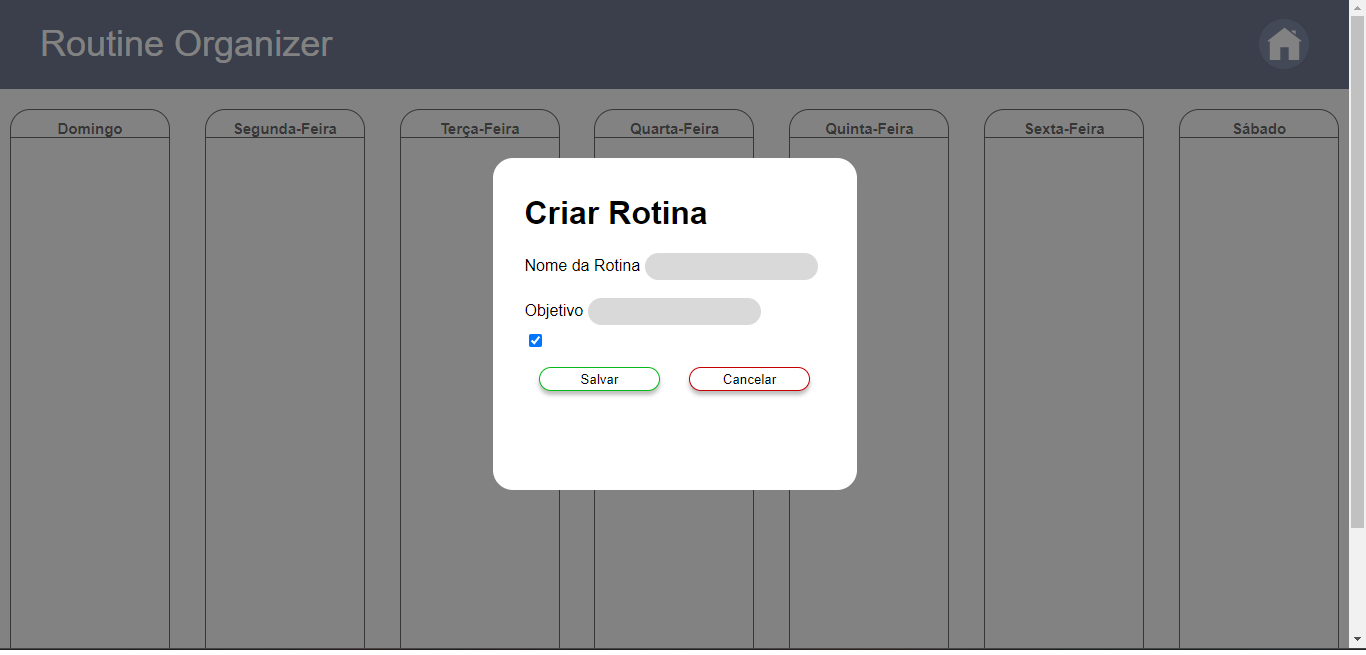 Routine Organizer
Domingo Segunda-Feira Terça-Feira Quarta-Feira Quinta-Feira Sexta-Feira Sábado
Criar Rotina
Nome da Rotina
Objetivo
Salvar Cancelar